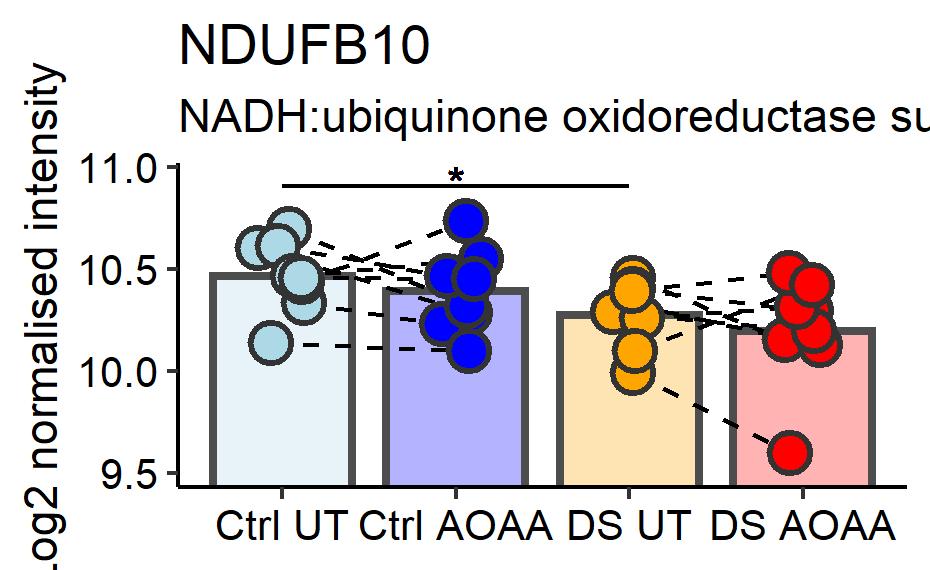 NDUFB10
NADH:ubiquinone oxidoreductase su
og2 normalised intensity
11.0
*
10.5
10.0
9.5
Ctrl UT Ctrl AOAA DS UT DS AOAA